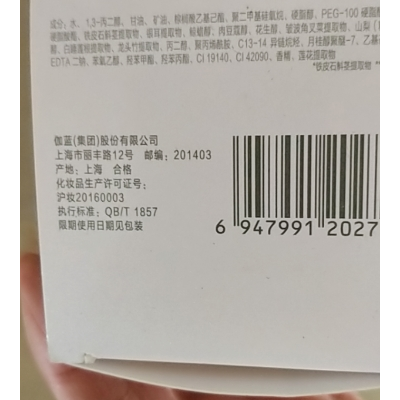 成分：水、1,3-丙二醇、甘油、矿油、棕榈酸乙基己酯、聚二甲基硅氧烷、硬脂醇、PEG-100 硬脂
硬脂酸酯、铁皮石斛茎提取物*、银耳提取物、鲸蜡醇、肉豆蔻醇、花生醇、皱波角叉菜提取物、山梨
白睡莲根提取物、龙头竹提取物、丙二醇、聚丙烯酰胺、C13-14 异链烷烃、月桂醇聚醚-7、乙基
EDTA 二钠、苯氧乙醇、羟苯甲酯、羟苯丙酯、CI 19140、CI 42090、香精、莲花提取物
*铁皮石斛茎提取物
伽蓝(集团)股份有限公司
上海市丽丰路12号 邮编：201403
产地：上海 合格
化妆品生产许可证号：
沪妆20160003
执行标准：QB/T 1857
限期使用日期见包装
6 947991 2027